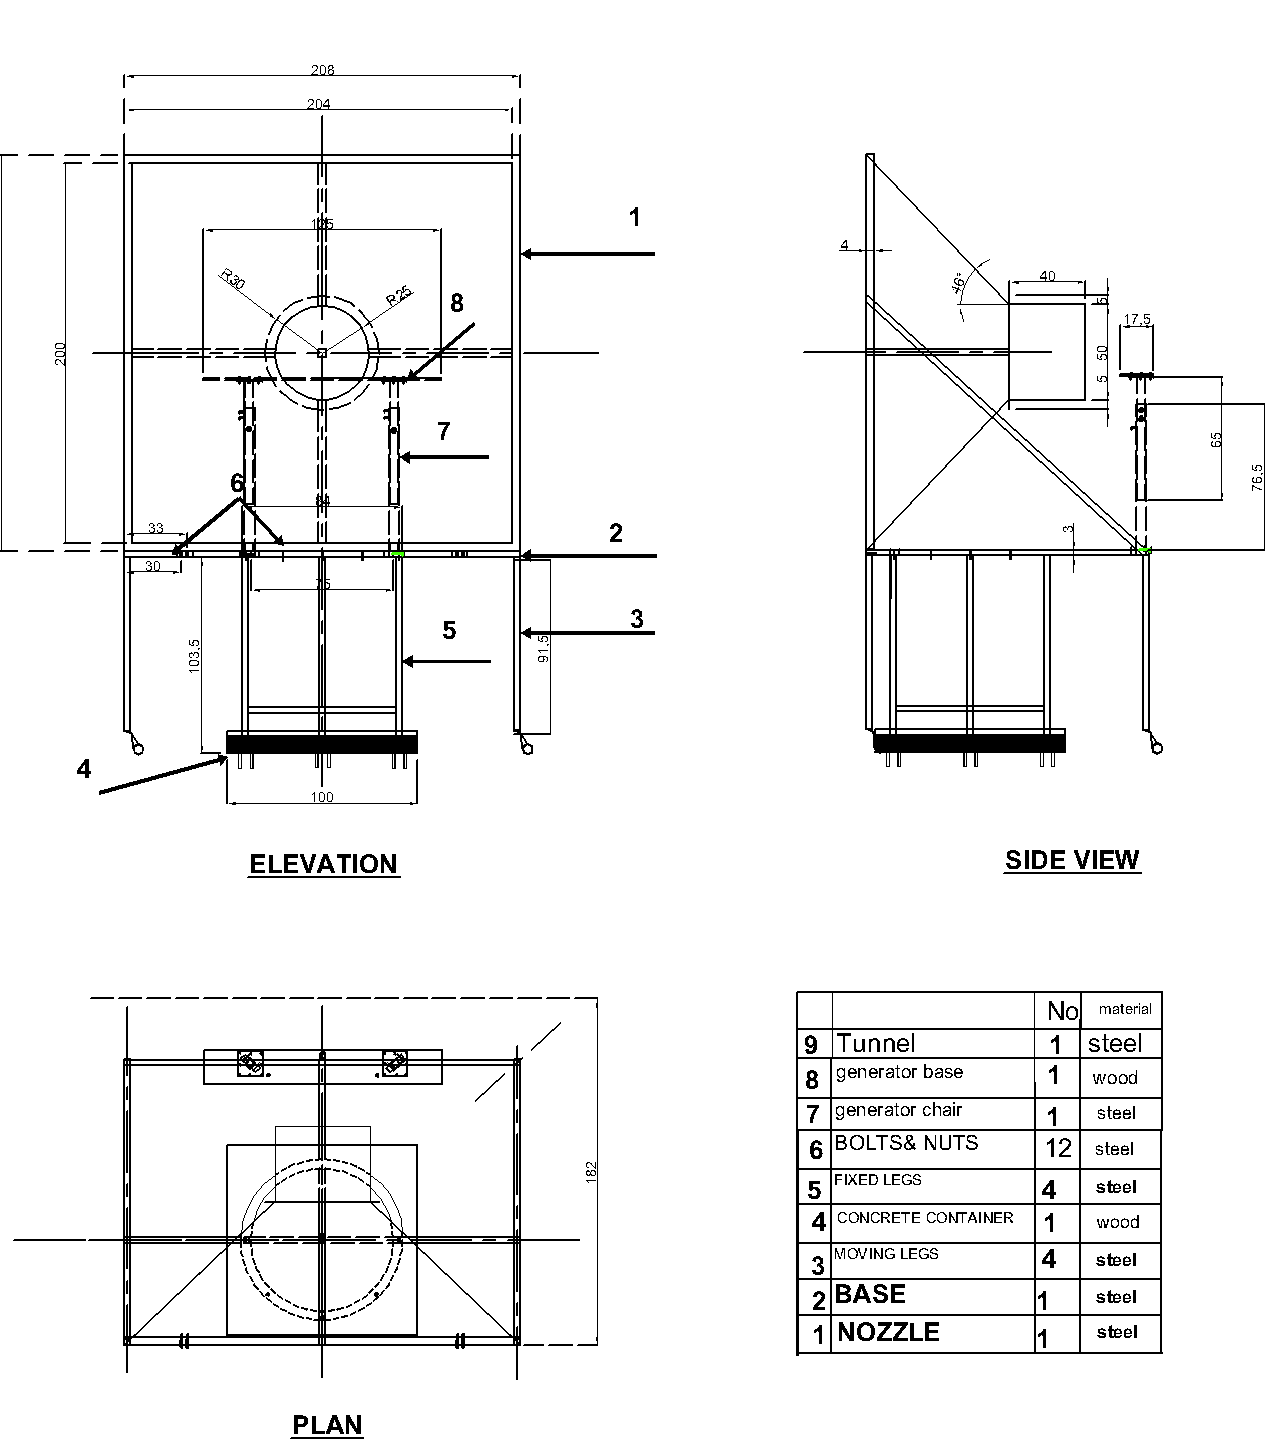 208
204
125
1
R30
R25
8
200
7
6
84
33
2
30
75
103.5
5
91.5
3
4
100
ELEVATION
4
46°
40
5
17.5
50
5
65
76.5
3
SIDE VIEW
182
PLAN
No material
9 Tunnel 1 steel
8 generator base 1 wood
7 generator chair 1 steel
6 BOLTS& NUTS 12 steel
5 FIXED LEGS 4 steel
4 CONCRETE CONTAINER 1 wood
3 MOVING LEGS 4 steel
2 BASE 1 steel
1 NOZZLE 1 steel